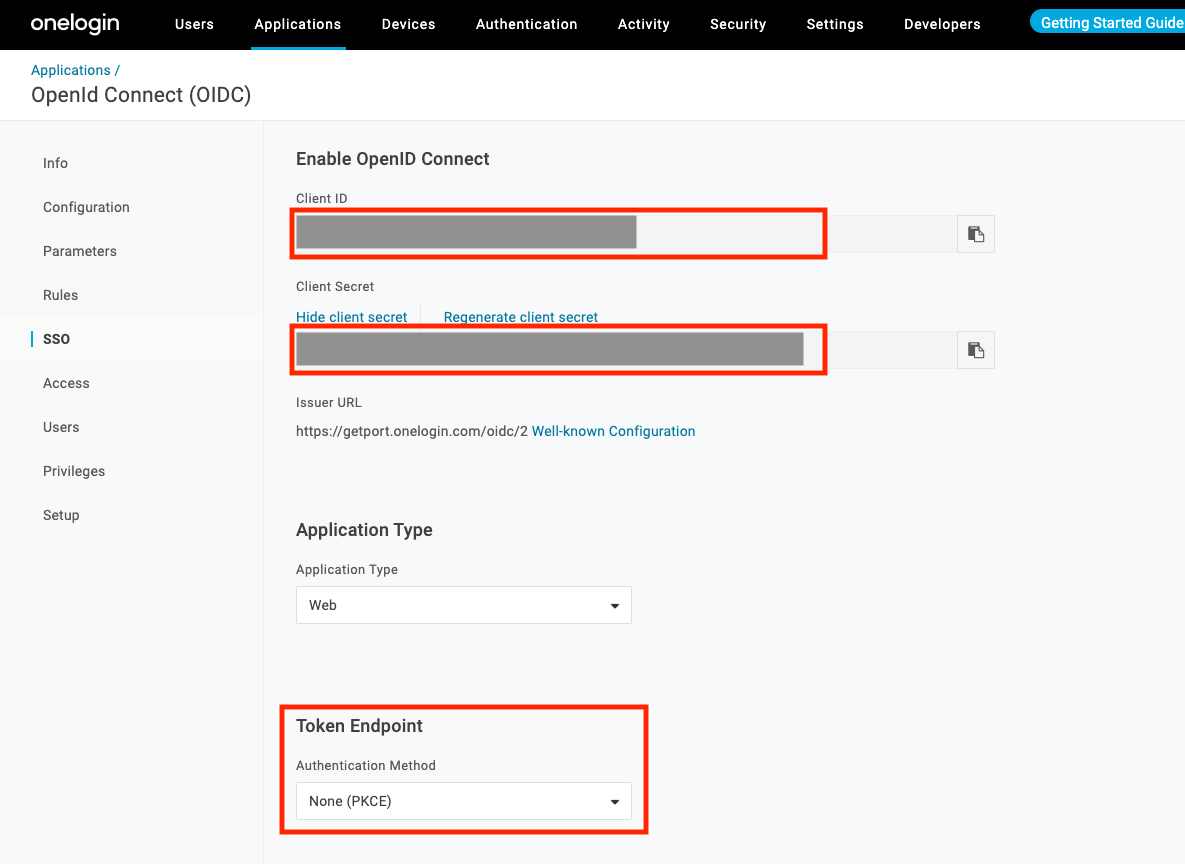 onelogin
Users
Applications
Devices
Authentication
Activity
Security
Settings
Developers
Getting Started Guide
Applications /
OpenId Connect (OIDC)
Info
Configuration
Parameters
Rules
SSO
Access
Users
Privileges
Setup
Enable OpenID Connect
Client ID
Client Secret
Hide client secret
Regenerate client secret
Issuer URL
https://getport.onelogin.com/oidc/2 Well-known Configuration
Application Type
Application Type
Web
Token Endpoint
Authentication Method
None (PKCE)